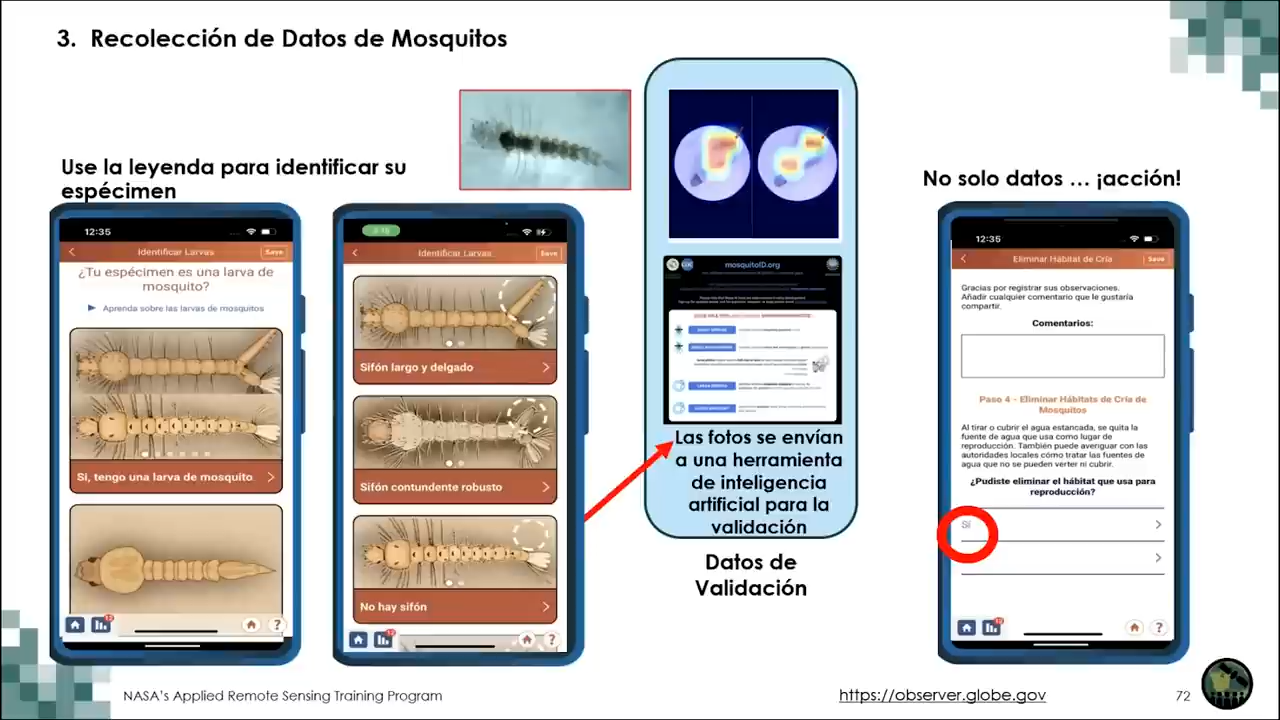 3. Recolección de Datos de Mosquitos
Use la leyenda para identificar su
espécimen
12:35
Identificar Larvas
Save
¿Tu espécimen es una larva de
mosquito?
Aprenda sobre las larvas de mosquitos
Si, tengo una larva de mosquito
Identificar Larvas
Save
Sifón largo y delgado
Sifón contundente robusto
No hay sifón
?
mosquitoID.org
Las fotos se envían
a una herramienta
de inteligencia
artificial para la
validación
Datos de
Validación
No solo datos … ¡acción!
12:35
Eliminar Hábitat de Cría
Save
Gracias por registrar sus observaciones.
Añadir cualquier comentario que le gustaría
compartir.
Comentarios:
Paso 4 - Eliminar Hábitats de Cría de
Mosquitos
Al tirar o cubrir el agua estancada, se quita la
fuente de agua que usa como lugar de
reproducción. También puede averiguar con las
autoridades locales cómo tratar las fuentes de
agua que no se pueden verter ni cubrir.
¿Pudiste eliminar el hábitat que usa para
reproducción?
Sí
?
NASA's Applied Remote Sensing Training Program
https://observer.globe.gov
72